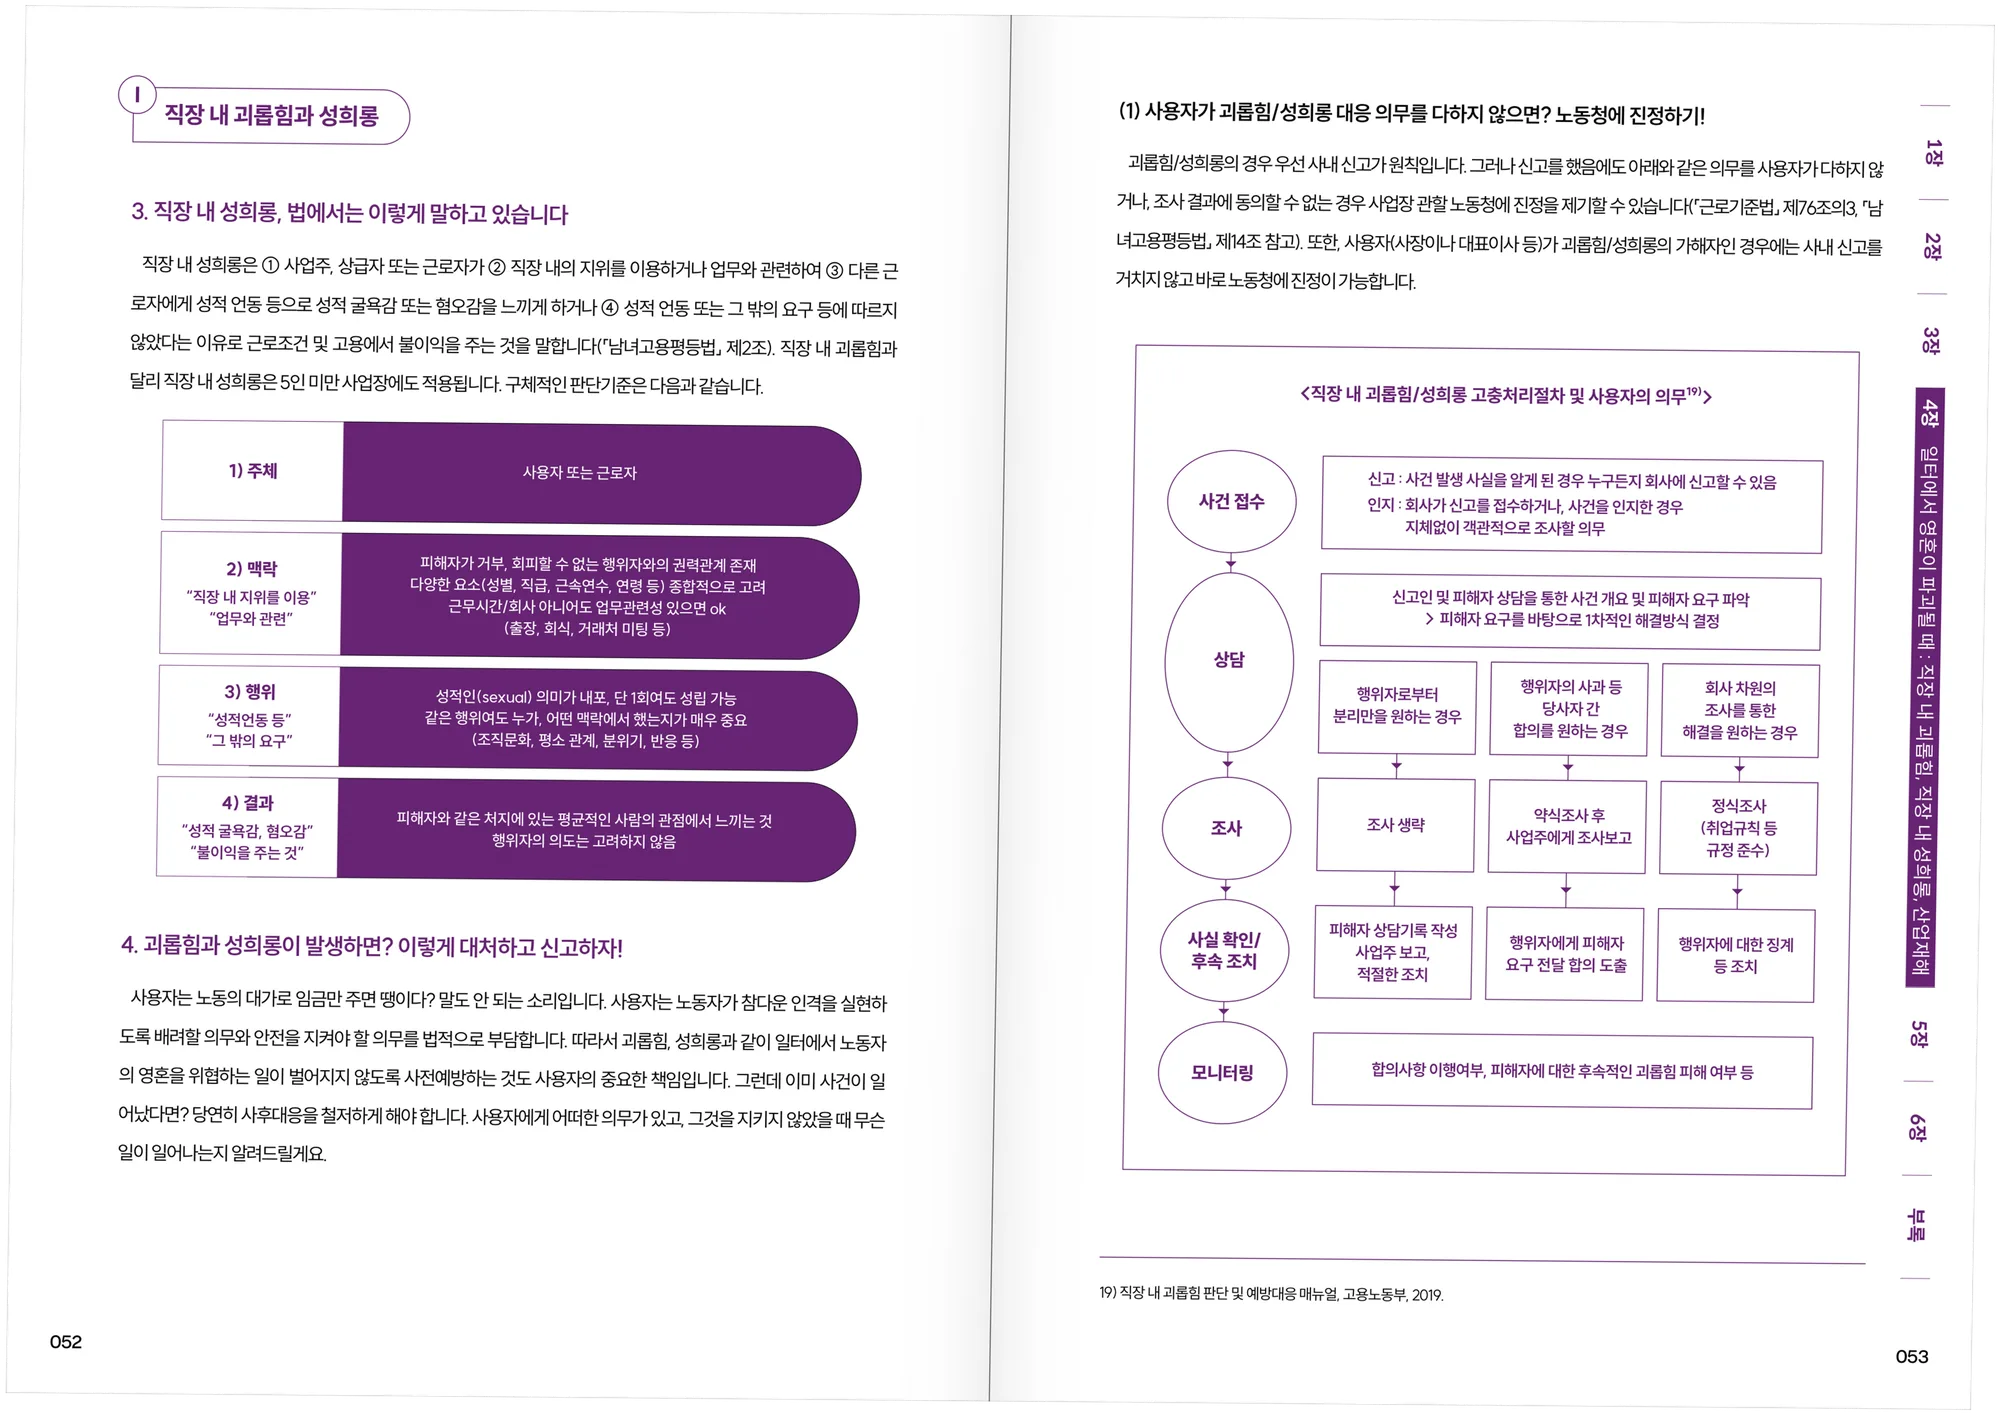 I
직장 내 괴롭힘과 성희롱
3. 직장 내 성희롱, 법에서는 이렇게 말하고 있습니다
직장 내 성희롱은 ① 사업주, 상급자 또는 근로자가 ② 직장 내의 지위를 이용하거나 업무와 관련하여 ③ 다른 근
로자에게 성적 언동 등으로 성적 굴욕감 또는 혐오감을 느끼게 하거나 ④ 성적 언동 또는 그 밖의 요구 등에 따르지
않았다는 이유로 근로조건 및 고용에서 불이익을 주는 것을 말합니다(「남녀고용평등법」 제2조). 직장 내 괴롭힘과
달리 직장 내 성희롱은 5인 미만 사업장에도 적용됩니다. 구체적인 판단기준은 다음과 같습니다.
1) 주체
사용자 또는 근로자
2) 맥락
“직장 내 지위를 이용”
“업무와 관련”
피해자가 거부, 회피할 수 없는 행위자와의 권력관계 존재
다양한 요소(성별, 직급, 근속연수, 연령 등) 종합적으로 고려
근무시간/회사 아니어도 업무관련성 있으면 ok
(출장, 회식, 거래처 미팅 등)
3) 행위
“성적언동 등”
“그 밖의 요구”
성적인(sexual) 의미가 내포, 단 1회여도 성립 가능
같은 행위여도 누가, 어떤 맥락에서 했는지가 매우 중요
(조직문화, 평소 관계, 분위기, 반응 등)
4) 결과
“성적 굴욕감, 혐오감”
“불이익을 주는 것”
피해자와 같은 처지에 있는 평균적인 사람의 관점에서 느끼는 것
행위자의 의도는 고려하지 않음
4. 괴롭힘과 성희롱이 발생하면? 이렇게 대처하고 신고하자!
사용자는 노동의 대가로 임금만 주면 땡이다? 말도 안 되는 소리입니다. 사용자는 노동자가 참다운 인격을 실현하
도록 배려할 의무와 안전을 지켜야 할 의무를 법적으로 부담합니다. 따라서 괴롭힘, 성희롱과 같이 일터에서 노동자
의 영혼을 위협하는 일이 벌어지지 않도록 사전예방하는 것도 사용자의 중요한 책임입니다. 그런데 이미 사건이 일
어났다면? 당연히 사후대응을 철저하게 해야 합니다. 사용자에게 어떠한 의무가 있고, 그것을 지키지 않았을 때 무슨
일이 일어나는지 알려드릴게요.
052
(1) 사용자가 괴롭힘/성희롱 대응 의무를 다하지 않으면? 노동청에 진정하기!
괴롭힘/성희롱의 경우 우선 사내 신고가 원칙입니다. 그러나 신고를 했음에도 아래와 같은 의무를 사용자가 다하지 않
거나, 조사 결과에 동의할 수 없는 경우 사업장 관할 노동청에 진정을 제기할 수 있습니다(「근로기준법」 제76조의3, 「남
녀고용평등법」 제14조 참고). 또한, 사용자(사장이나 대표이사 등)가 괴롭힘/성희롱의 가해자인 경우에는 사내 신고를
거치지 않고 바로 노동청에 진정이 가능합니다.
<직장 내 괴롭힘/성희롱 고충처리절차 및 사용자의 의무19)>
사건 접수
신고 : 사건 발생 사실을 알게 된 경우 누구든지 회사에 신고할 수 있음
인지 : 회사가 신고를 접수하거나, 사건을 인지한 경우
지체없이 객관적으로 조사할 의무
상담
신고인 및 피해자 상담을 통한 사건 개요 및 피해자 요구 파악
> 피해자 요구를 바탕으로 1차적인 해결방식 결정
행위자로부터
분리만을 원하는 경우
행위자의 사과 등
당사자 간
합의를 원하는 경우
회사 차원의
조사를 통한
해결을 원하는 경우
조사
조사 생략
약식조사 후
사업주에게 조사보고
정식조사
(취업규칙 등
규정 준수)
사실 확인/
후속 조치
피해자 상담기록 작성
사업주 보고,
적절한 조치
행위자에게 피해자
요구 전달 합의 도출
행위자에 대한 징계
등 조치
모니터링
합의사항 이행여부, 피해자에 대한 후속적인 괴롭힘 피해 여부 등
19) 직장 내 괴롭힘 판단 및 예방대응 매뉴얼, 고용노동부, 2019.
053
1장
2장
3장
4장 일터에서 영혼이 파괴될 때 : 직장 내 괴롭힘, 직장 내 성희롱, 산업재해
5장
6장
부록